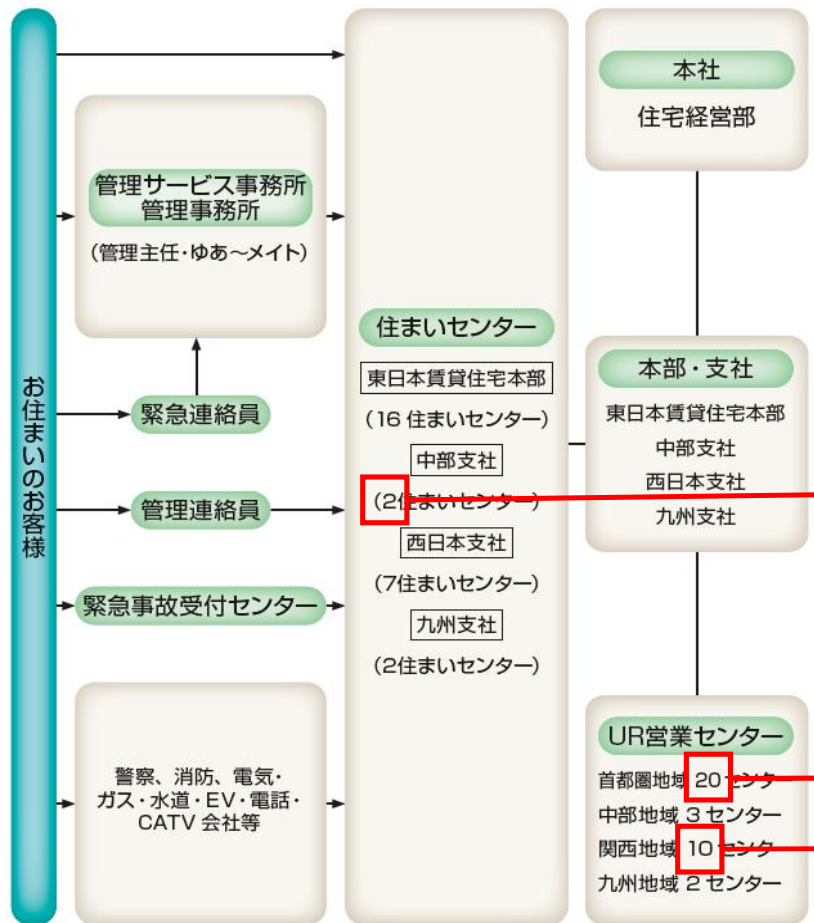 お住まいのお客様
管理サービス事務所
管理事務所
(管理主任・ゆあ～メイト)
緊急連絡員
管理連絡員
緊急事故受付センター
警察、消防、電気・
ガス・水道・EV・電話・
CATV 会社等
住まいセンター
東日本賃貸住宅本部
(16 住まいセンター)
中部支社
(2住まいセンター)
西日本支社
(7住まいセンター)
九州支社
(2住まいセンター)
本社
住宅経営部
本部・支社
東日本賃貸住宅本部
中部支社
西日本支社
九州支社
UR営業センター
首都圏地域 20 センター
中部地域 3 センター
関西地域 10 センター
九州地域 2 センター